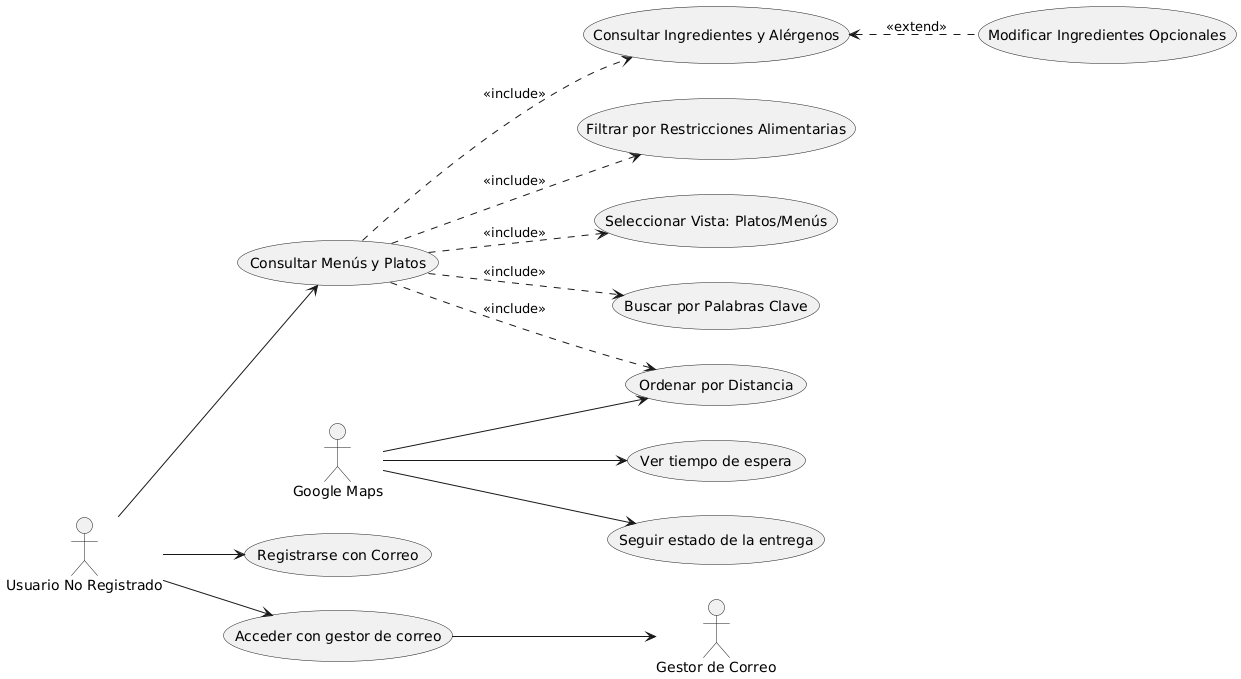 Consultar Ingredientes y Alérgenos
«extend»
Modificar Ingredientes Opcionales
«include»
Filtrar por Restricciones Alimentarias
«include»
Seleccionar Vista: Platos/Menús
«include»
Consultar Menús y Platos
«include»
Buscar por Palabras Clave
«include»
Ordenar por Distancia
Google Maps
Ver tiempo de espera
Seguir estado de la entrega
Usuario No Registrado
Registrarse con Correo
Acceder con gestor de correo
Gestor de Correo